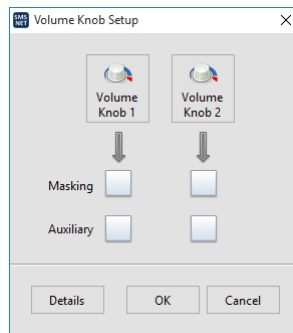 SMS
NET
Volume Knob Setup
Volume
Knob 1
Volume
Knob 2
Masking
Auxiliary
Details
OK
Cancel